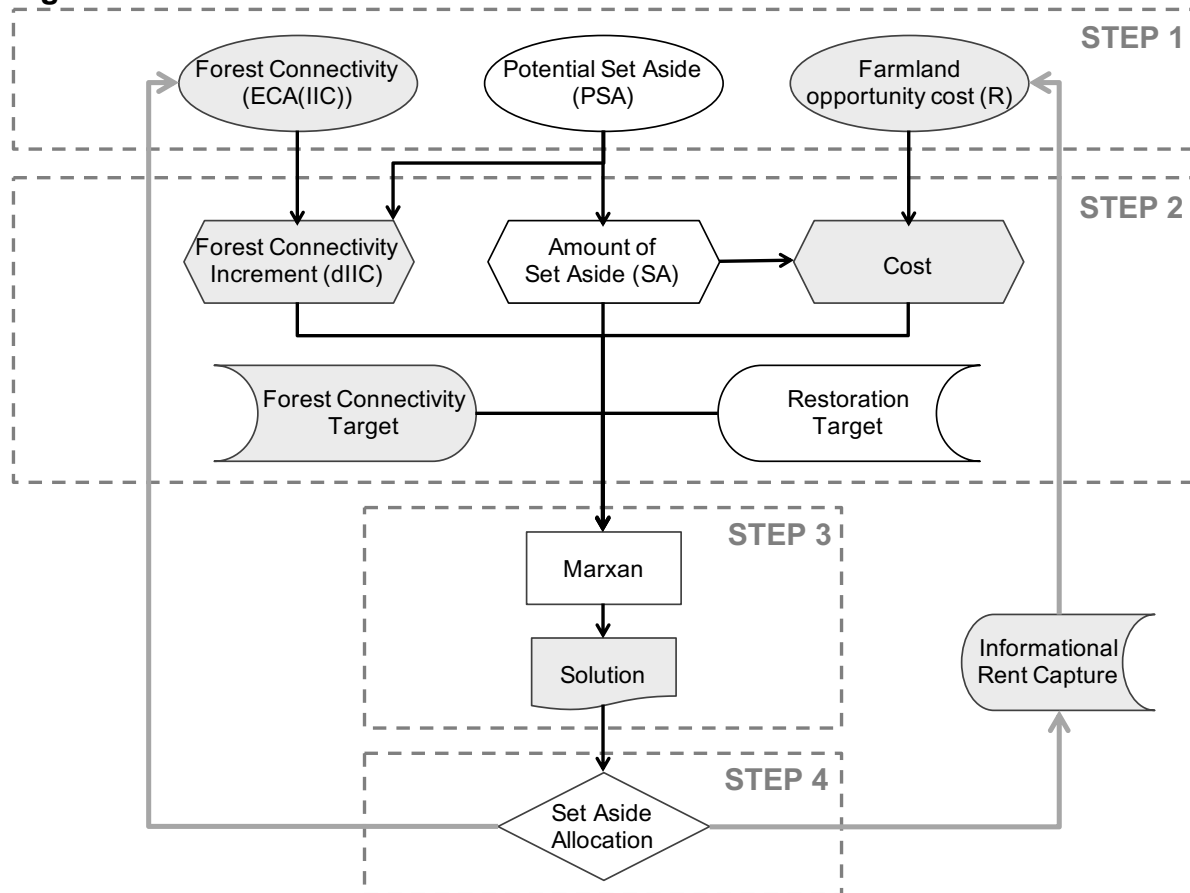 STEP 1
Forest Connectivity
(ECA(IIC))
Potential Set Aside
(PSA)
Farmland
opportunity cost (R)
STEP 2
Forest Connectivity
Increment (dIIC)
Amount of
Set Aside (SA)
Cost
Forest Connectivity
Target
Restoration
Target
STEP 3
Marxan
Solution
Informational
Rent Capture
STEP 4
Set Aside
Allocation